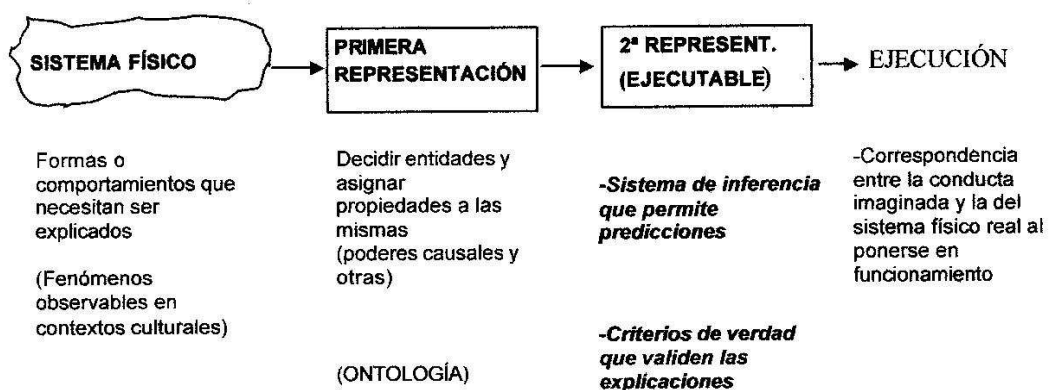 SISTEMA FÍSICO
PRIMERA
REPRESENTACIÓN
2ª REPRESENT.
(EJECUTABLE)
EJECUCIÓN
Formas o
comportamientos que
necesitan ser
explicados
(Fenómenos
observables en
contextos culturales)
Decidir entidades y
asignar
propiedades a las
mismas
(poderes causales y
otras)
(ONTOLOGÍA)
-Sistema de inferencia
que permite
predicciones
-Criterios de verdad
que validen las
explicaciones
-Correspondencia
entre la conducta
imaginada y la del
sistema físico real al
ponerse en
funcionamiento